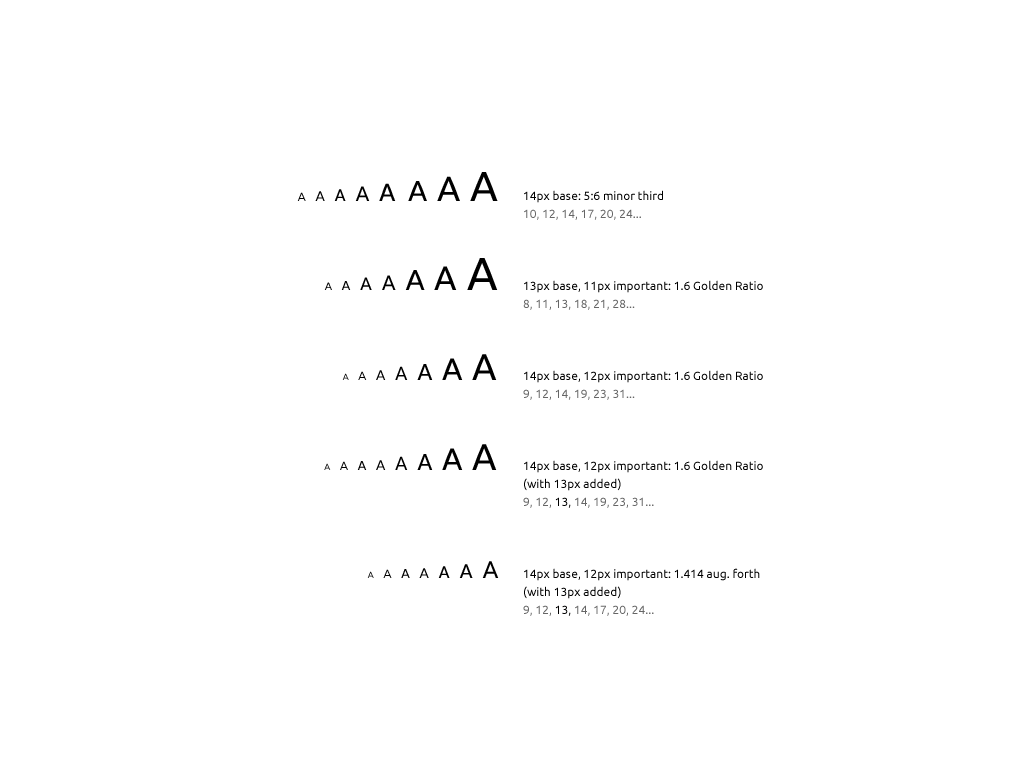 A A A A A A A A
14px base: 5:6 minor third
10, 12, 14, 17, 20, 24...
A A A A A A A A
13px base, 11px important: 1.6 Golden Ratio
8, 11, 13, 18, 21, 28...
A A A A A A A
14px base, 12px important: 1.6 Golden Ratio
9, 12, 14, 19, 23, 31...
A A A A A A A A
14px base, 12px important: 1.6 Golden Ratio
(with 13px added)
9, 12, 13, 14, 19, 23, 31...
A A A A A A A
14px base, 12px important: 1.414 aug. forth
(with 13px added)
9, 12, 13, 14, 17, 20, 24...